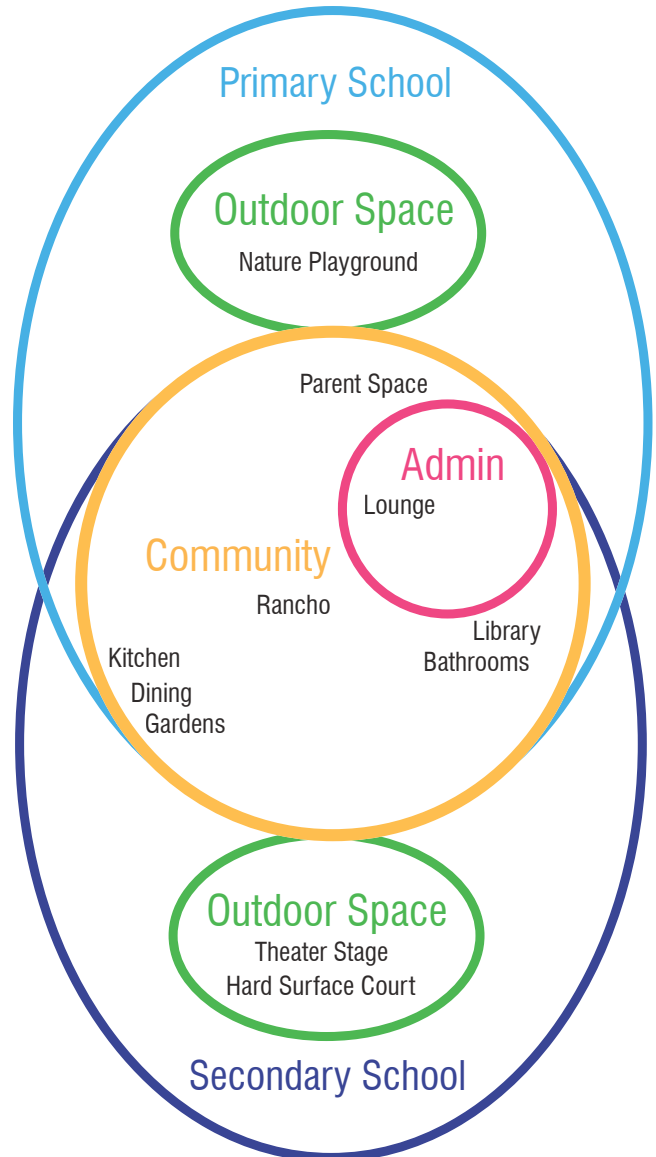 Primary School
Outdoor Space
Nature Playground
Parent Space
Admin
Lounge
Community
Rancho
Library
Bathrooms
Kitchen
Dining
Gardens
Outdoor Space
Theater Stage
Hard Surface Court
Secondary School